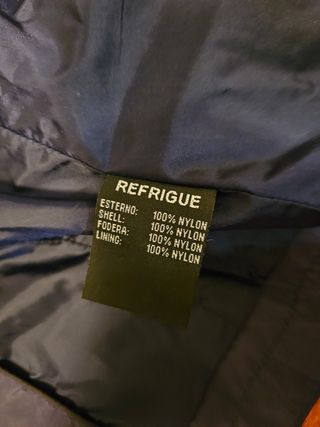 REFRIGUE
ESTERNO: 100% NYLON
SHELL: 100% NYLON
FODERA: 100% NYLON
LINING: 100% NYLON